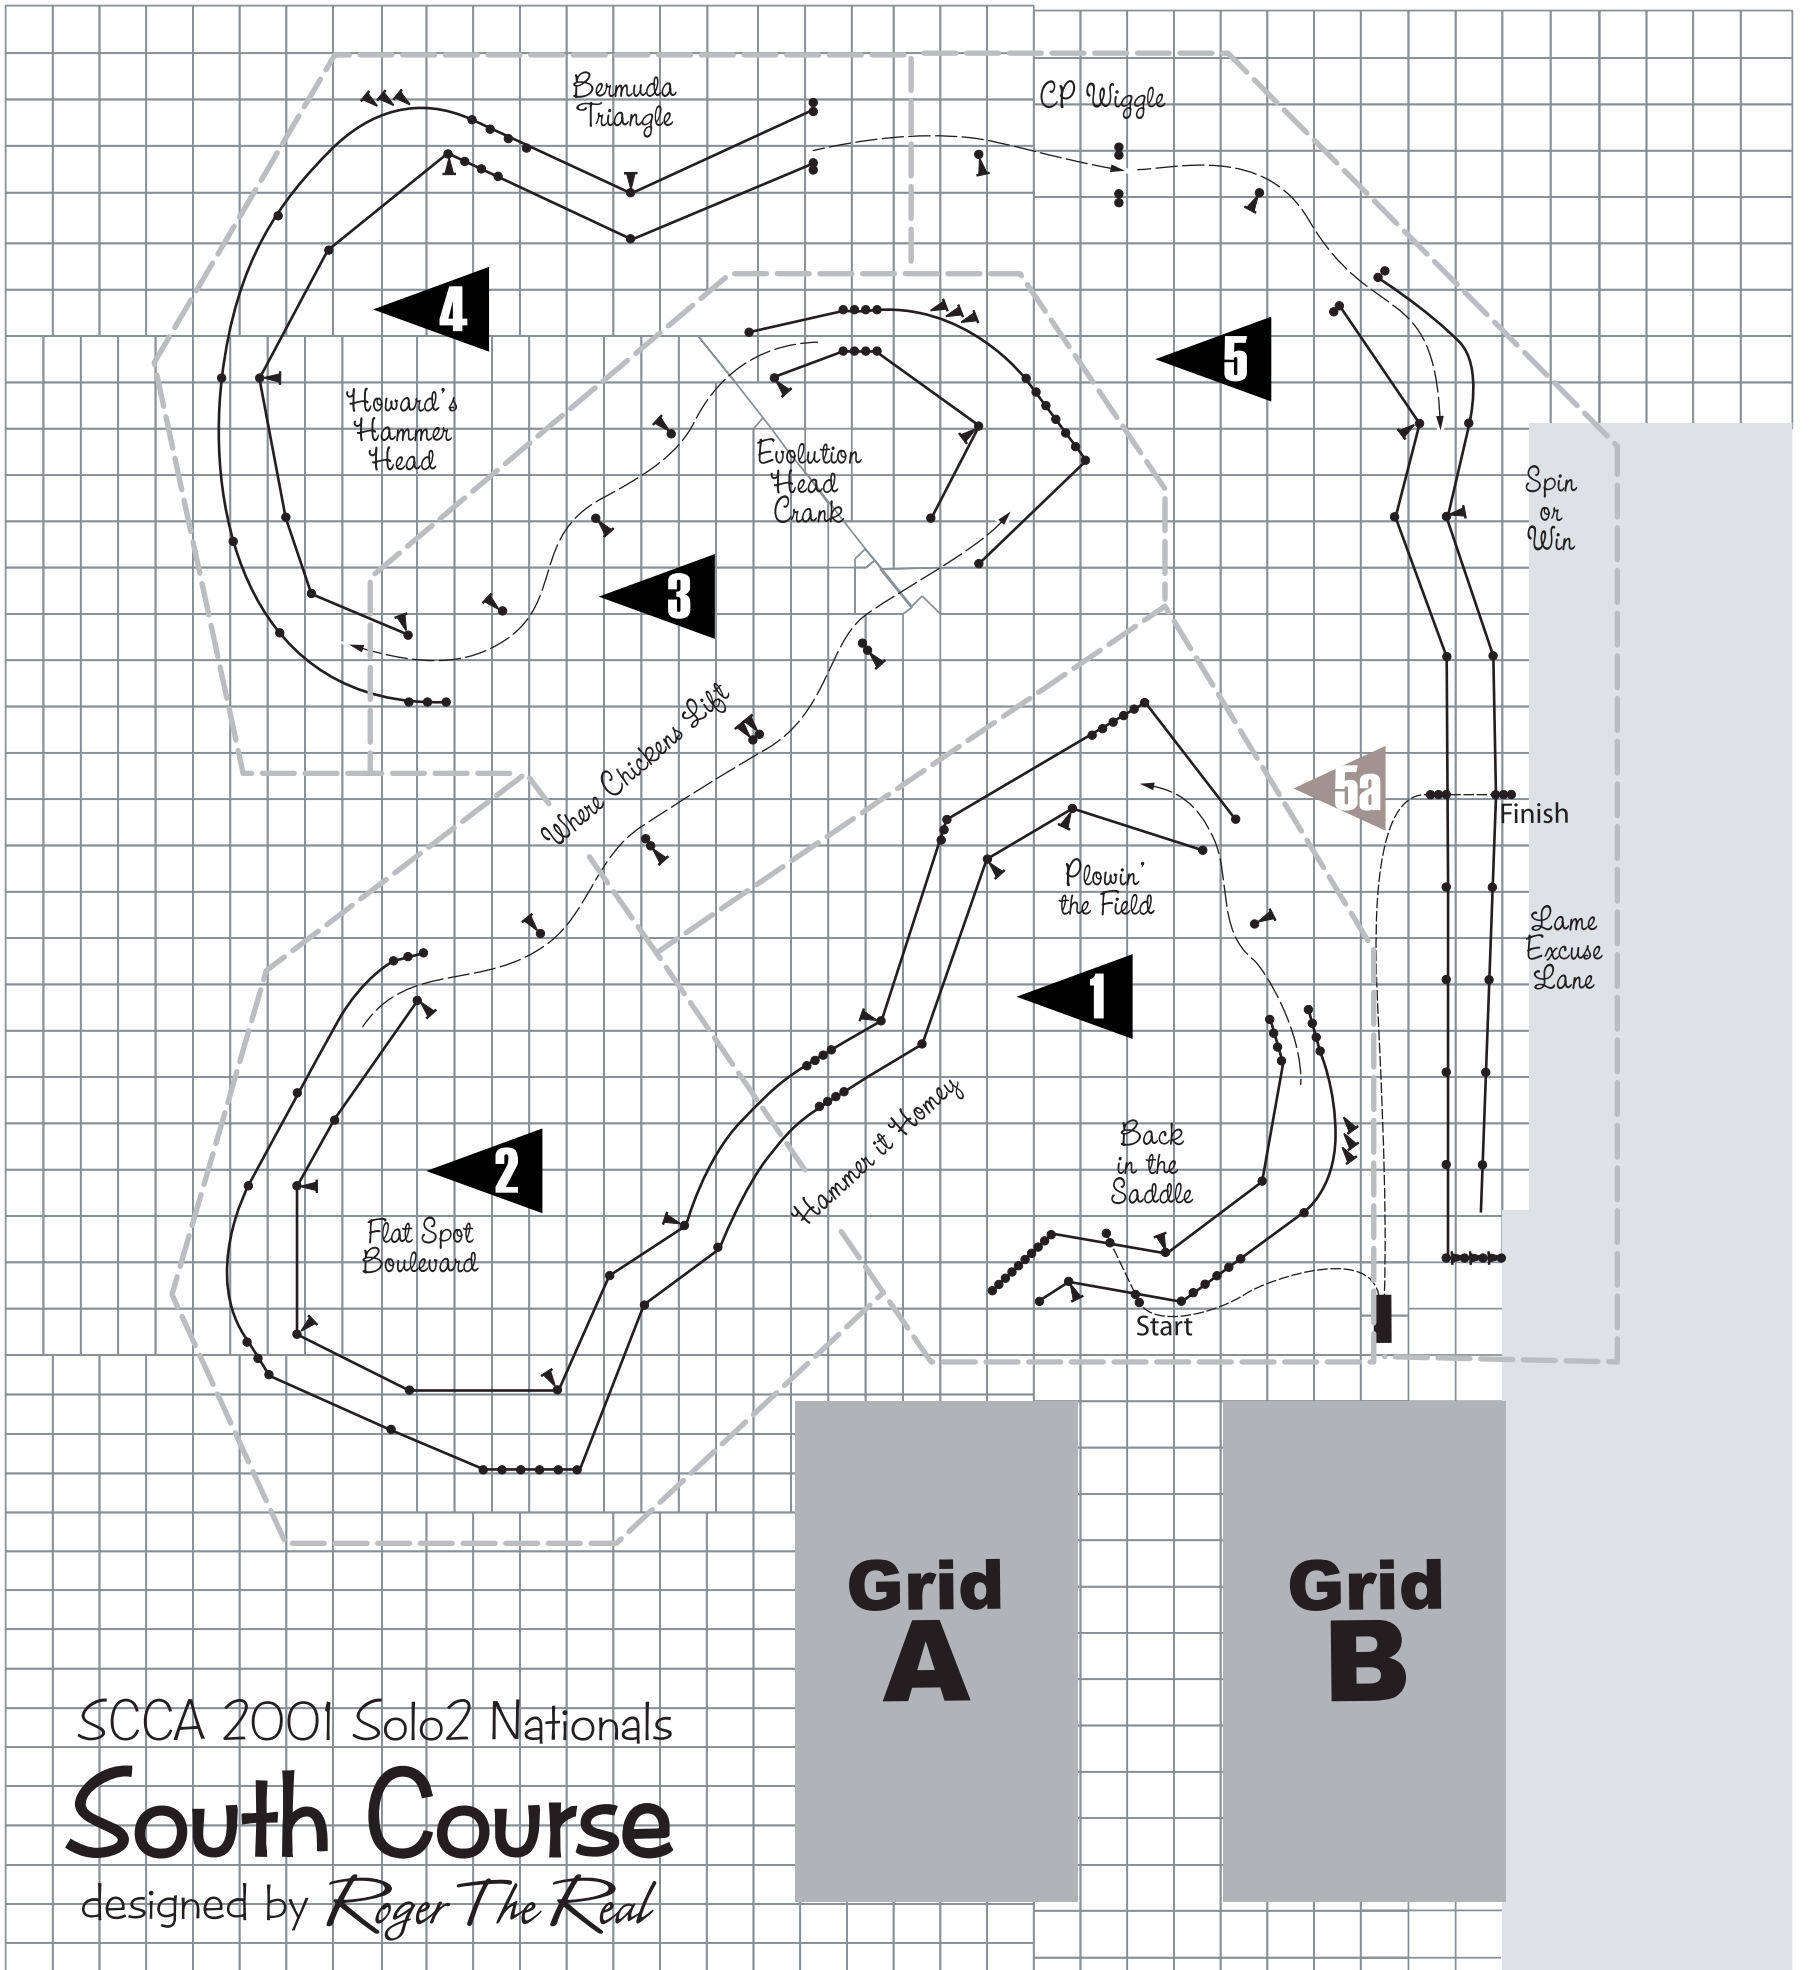 Bermuda
Triangle
CP Wiggle
4
5
Howard's
Hammer
Head
Evolution
Head
Crank
Spin
or
Win
3
Where Chickens Lift
5a
Finish
Plowin'
the Field
Lame
Excuse
Lane
1
Hammer it Homey
Back
in the
Saddle
2
Flat Spot
Boulevard
Start
Grid
A
Grid
B
SCCA 2001 Solo2 Nationals
South Course
designed by Roger The Real